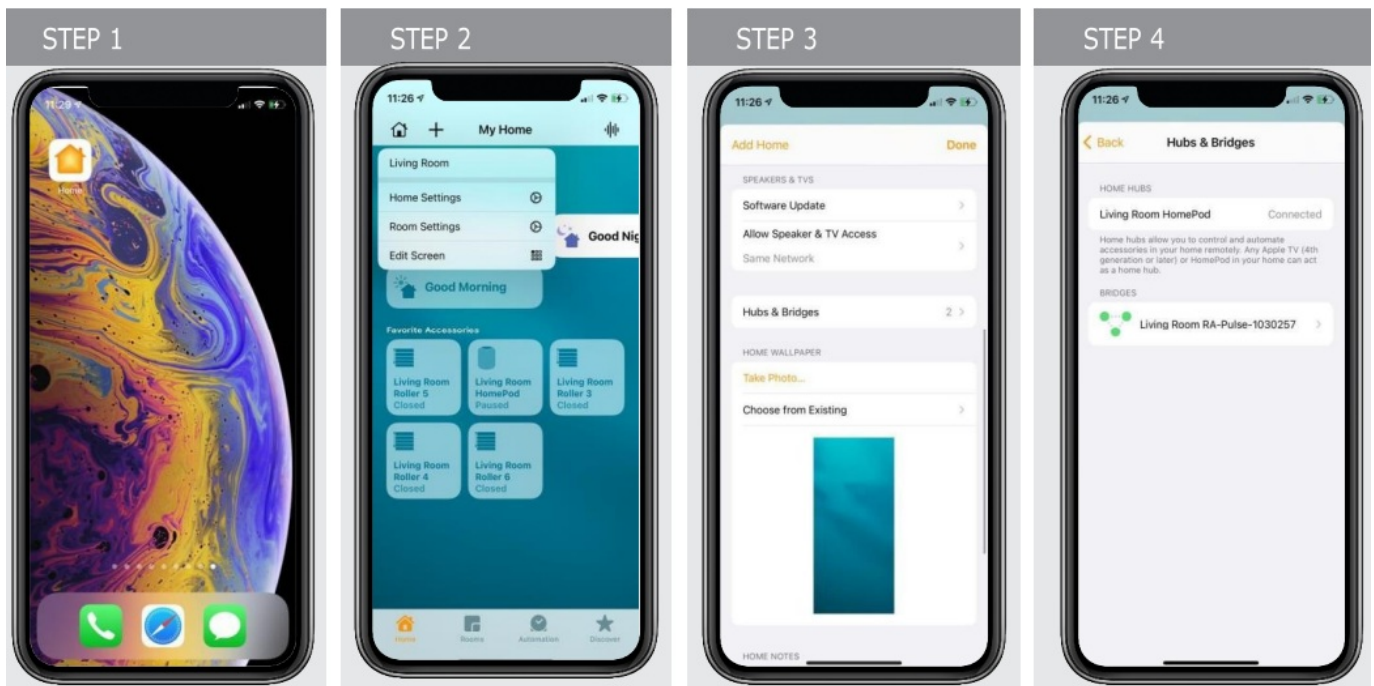 STEP 1
11:29
Home
STEP 2
11:26
My Home
Living Room
Home Settings
Room Settings
Edit Screen
Good Nig
Good Morning
Favorite Accessories
Living Room
Roller 5
Closed
Living Room
HomePod
Paused
Living Room
Roller 3
Closed
Living Room
Roller 4
Closed
Living Room
Roller 6
Closed
Home
Rooms
Automation
Discover
STEP 3
11:26
Add Home
Done
SPEAKERS & TVS
Software Update
Allow Speaker & TV Access
Same Network
Hubs & Bridges
2
HOME WALLPAPER
Take Photo...
Choose from Existing
HOME NOTES
STEP 4
11:26
Back
Hubs & Bridges
HOME HUBS
Living Room HomePod
Connected
Home hubs allow you to control and automate
accessories in your home remotely. Any Apple TV (4th
generation or later) or HomePod in your home can act
as a home hub.
BRIDGES
Living Room RA-Pulse-1030257